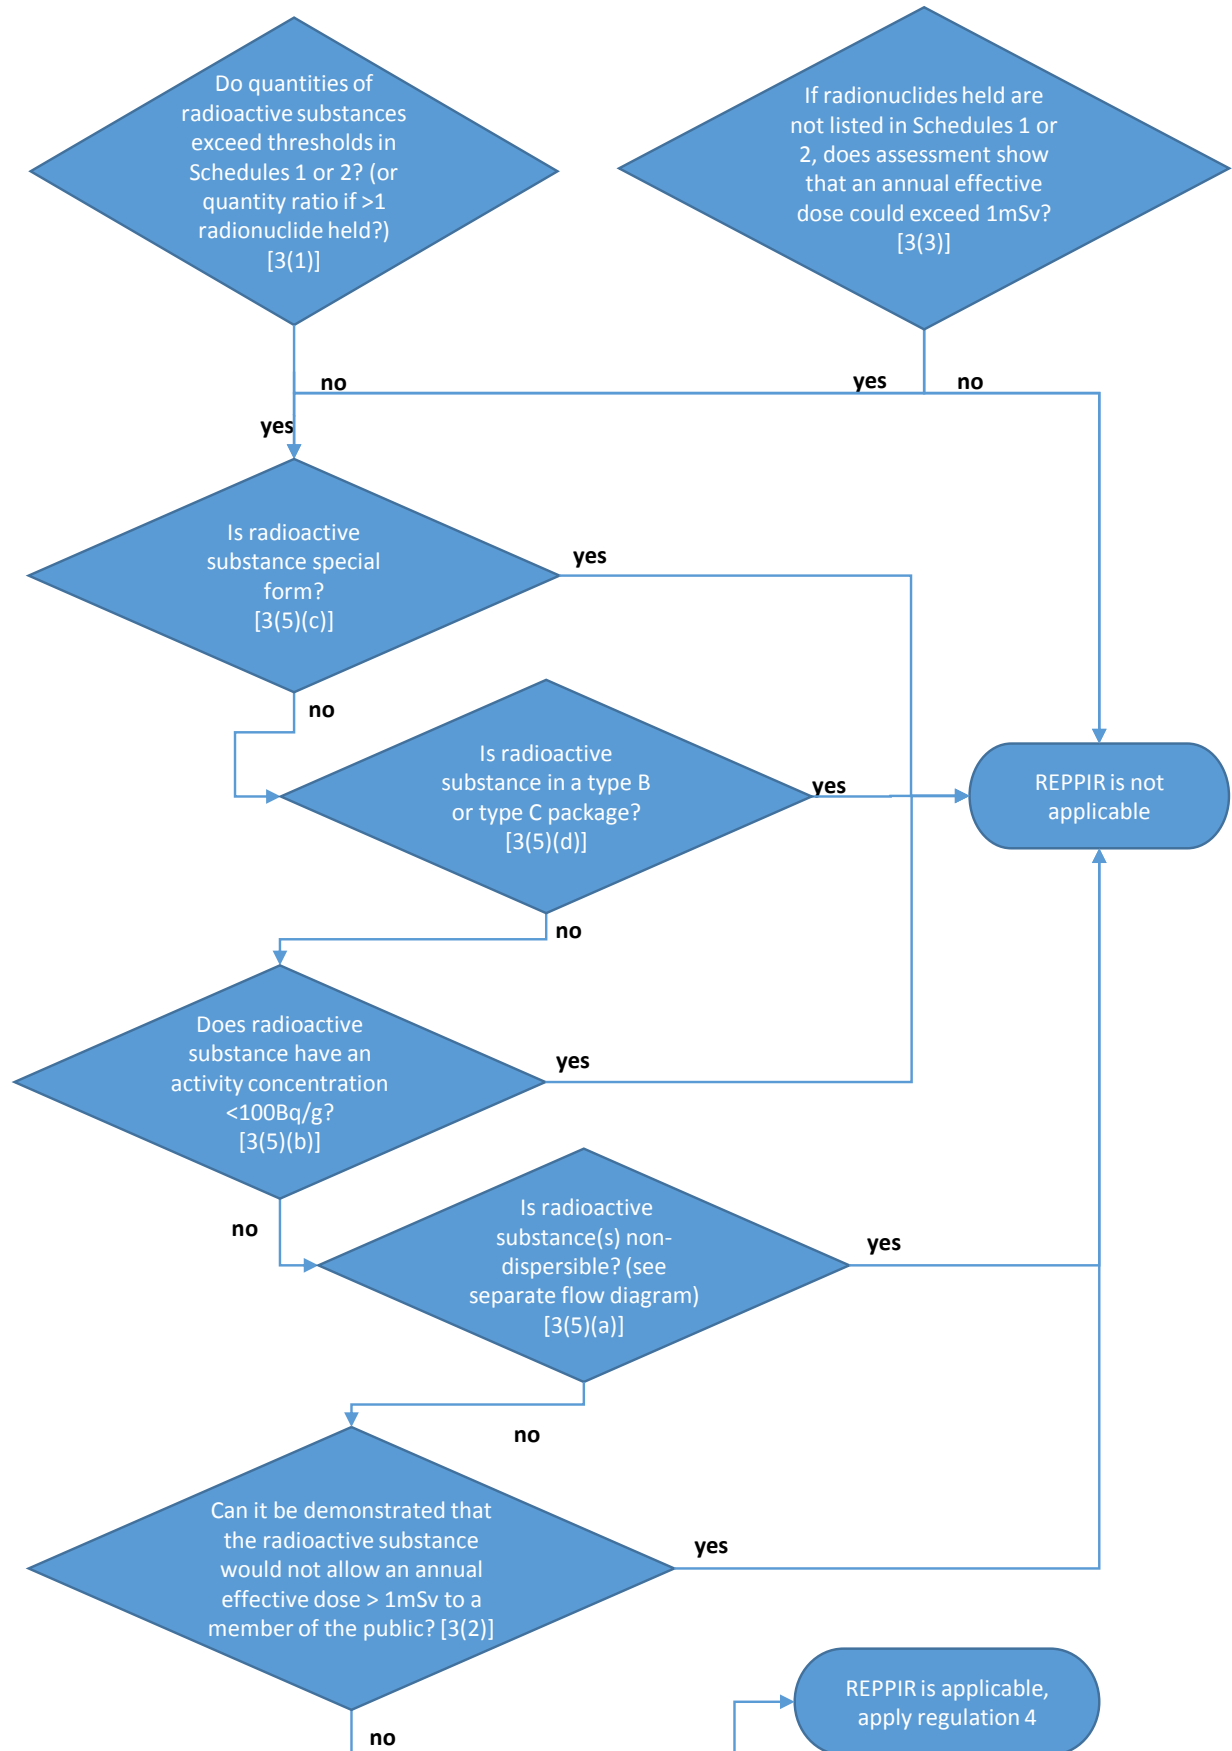 Do quantities of
radioactive substances
exceed thresholds in
Schedules 1 or 2? (or
quantity ratio if >1
radionuclide held?)
[3(1)]
If radionuclides held are
not listed in Schedules 1 or
2, does assessment show
that an annual effective
dose could exceed 1mSv?
[3(3)]
no
yes
no
yes
Is radioactive
substance special
form?
[3(5)(c)]
yes
no
Is radioactive
substance in a type B
or type C package?
[3(5)(d)]
yes
REPPIR is not
applicable
no
Does radioactive
substance have an
activity concentration
<100Bq/g?
[3(5)(b)]
yes
no
Is radioactive
substance(s) non-
dispersible? (see
separate flow diagram)
[3(5)(a)]
yes
no
Can it be demonstrated that
the radioactive substance
would not allow an annual
effective dose > 1mSv to a
member of the public? [3(2)]
yes
no
REPPIR is applicable,
apply regulation 4